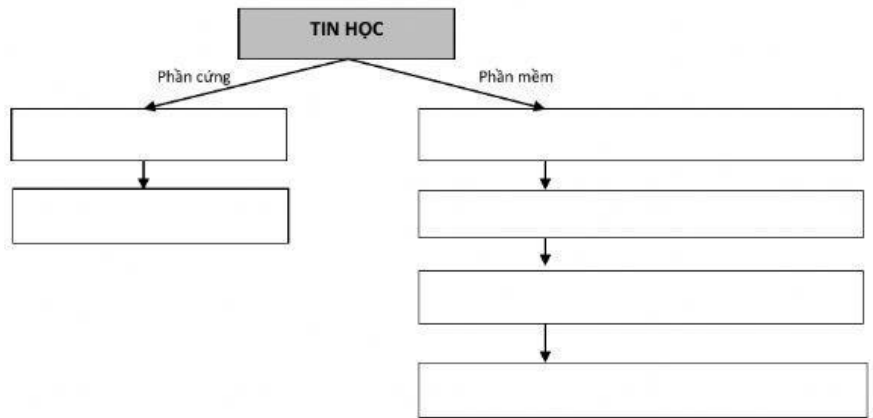 TIN HỌC
Phần cứng
Phần mềm